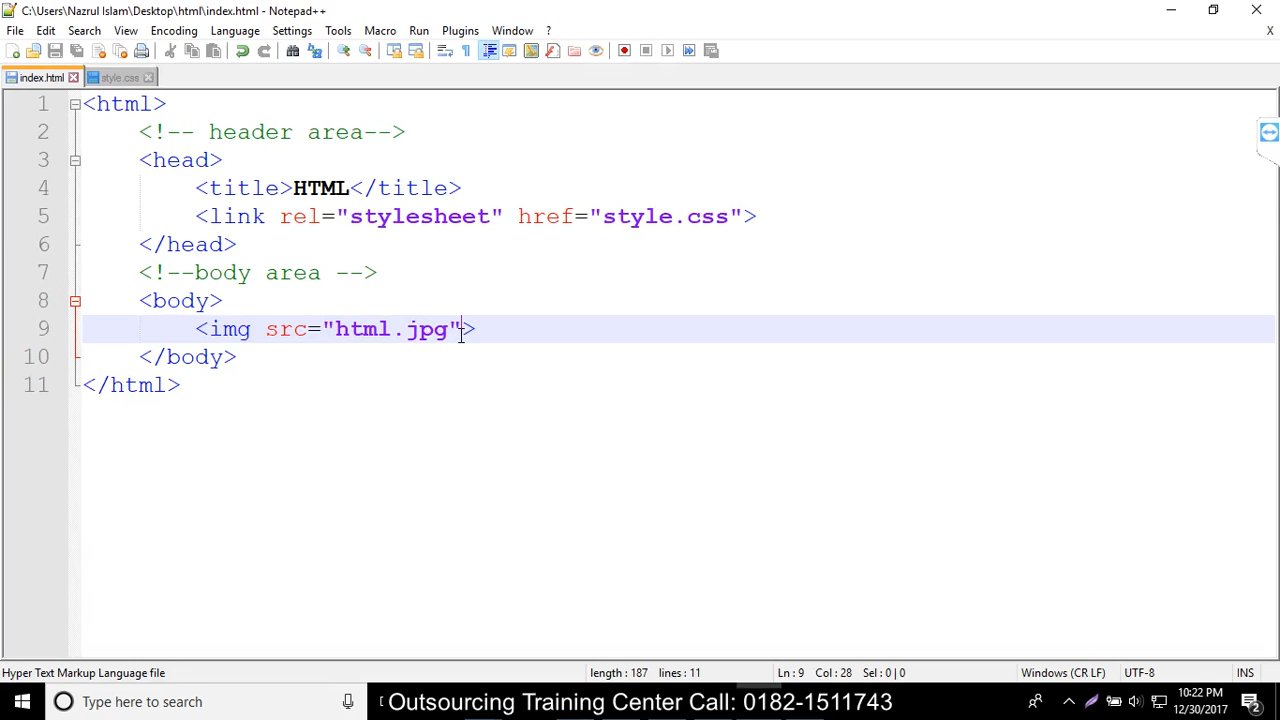 C:\Users\Nazrul Islam\Desktop\html\index.html - Notepad++
File Edit Search View Encoding Language Settings Tools Macro Run Plugins Window ? X
index.html style.css
1 <html>
2 <!-- header area-->
3 <head>
4 <title>HTML</title>
5 <link rel="stylesheet" href="style.css">
6 </head>
7 <!--body area -->
8 <body>
9 <img src="html.jpg">
10 </body>
11 </html>
Hyper Text Markup Language file length : 187 lines : 11 Ln : 9 Col : 28 Sel : 0 | 0 Windows (CR LF) UTF-8 INS
Type here to search
[ Outsourcing Training Center Call: 0182-1511743
10:22 PM
12/30/2017
2